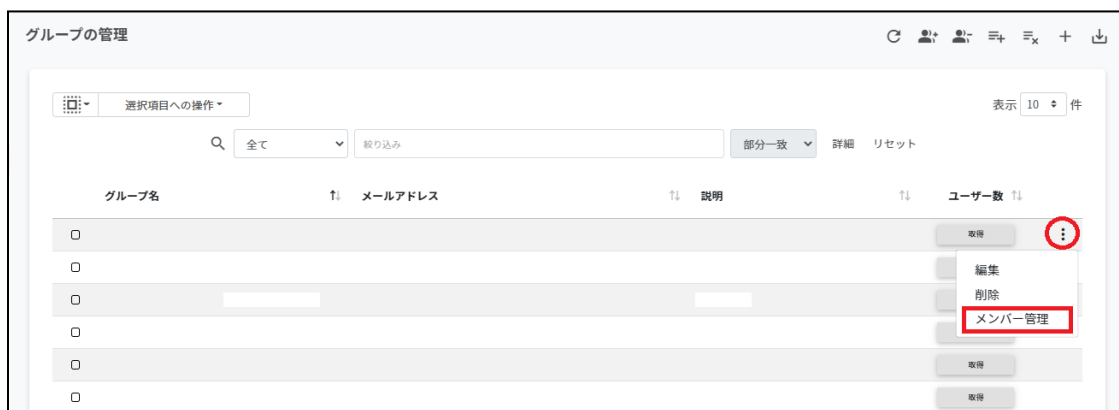 グループの管理
選択項目への操作
表示 10 件
全て 絞り込み 部分一致 詳細 リセット
グループ名 メールアドレス 説明 ユーザー数
取得
編集
削除
メンバー管理
取得
取得